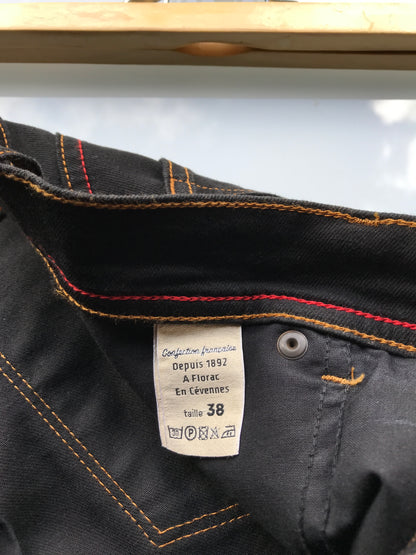 Confection française
Depuis 1892
A Florac
En Cévennes
taille 38